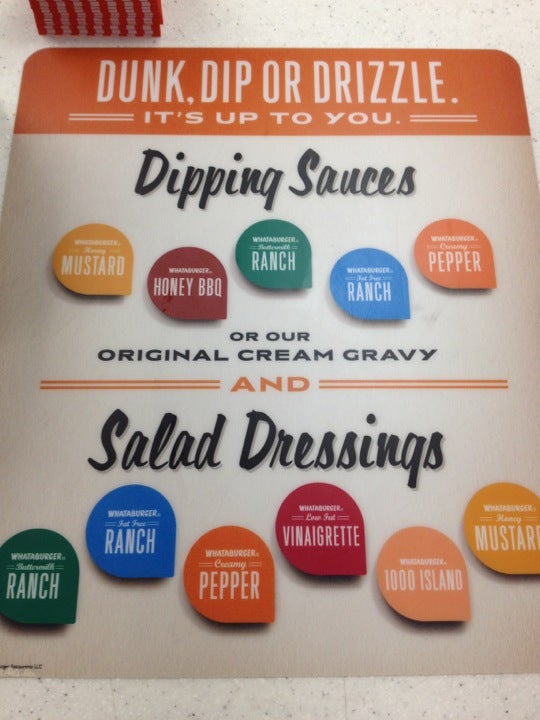 DUNK, DIP OR DRIZZLE.
IT'S UP TO YOU.
Dipping Sauces
WHATABURGER®
Honey
MUSTARD
WHATABURGER®
HONEY BBQ
WHATABURGER®
Buttermilk
RANCH
WHATABURGER®
Fat Free
RANCH
WHATABURGER®
Creamy
PEPPER
OR OUR
ORIGINAL CREAM GRAVY
AND
Salad Dressings
WHATABURGER®
Buttermilk
RANCH
WHATABURGER®
Fat Free
RANCH
WHATABURGER®
Creamy
PEPPER
WHATABURGER®
Low Fat
VINAIGRETTE
WHATABURGER®
1000 ISLAND
WHATABURGER®
Honey
MUSTAR
Restaurants LLC